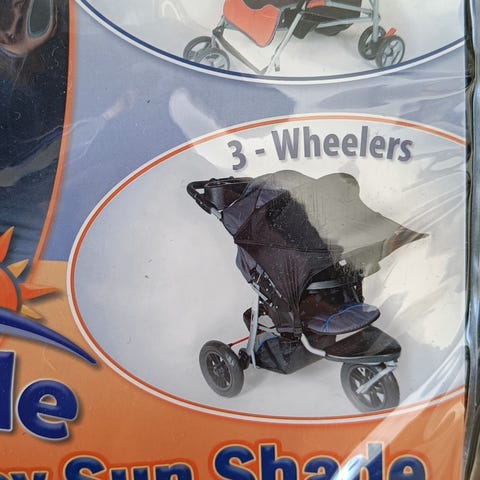 3 - Wheelers
le
y Sun Shade